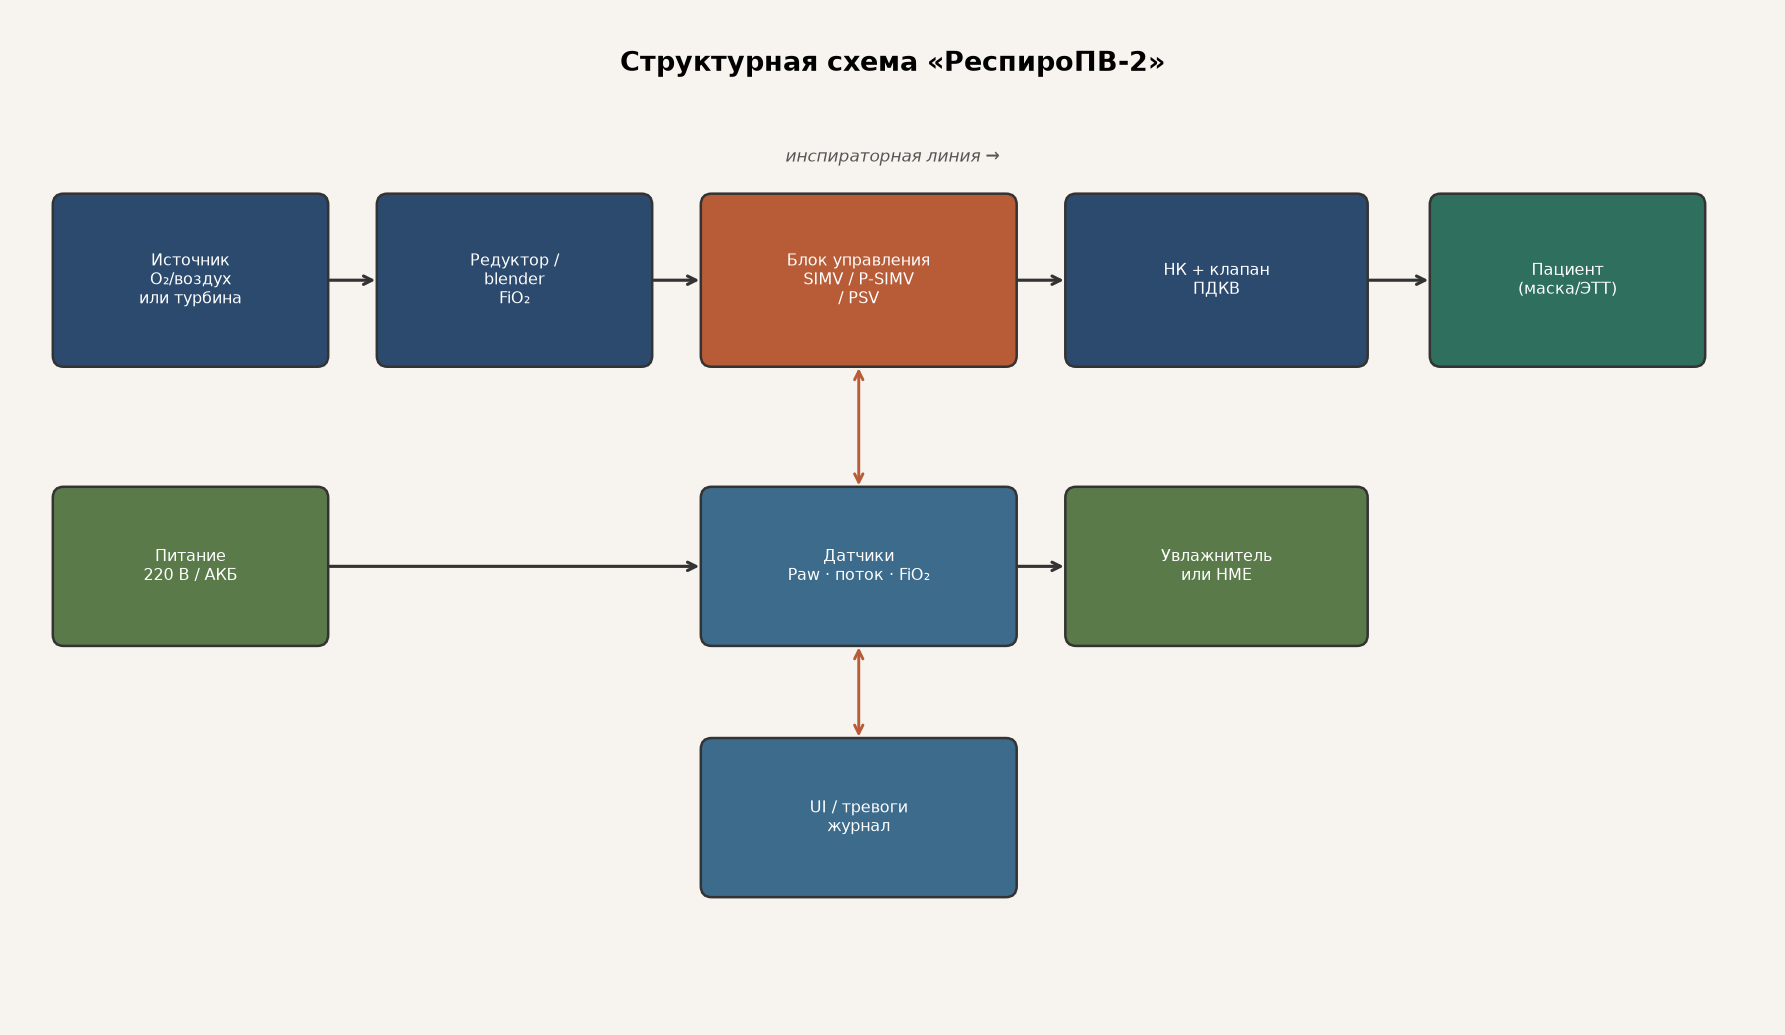 Структурная схема «РеспироПВ-2»
инспираторная линия →
Источник
O₂/воздух
или турбина
Редуктор /
blender
FiO₂
Блок управления
SIMV / P-SIMV
/ PSV
НК + клапан
ПДКВ
Пациент
(маска/ЭТТ)
Питание
220 В / АКБ
Датчики
Paw · поток · FiO₂
Увлажнитель
или HME
UI / тревоги
журнал